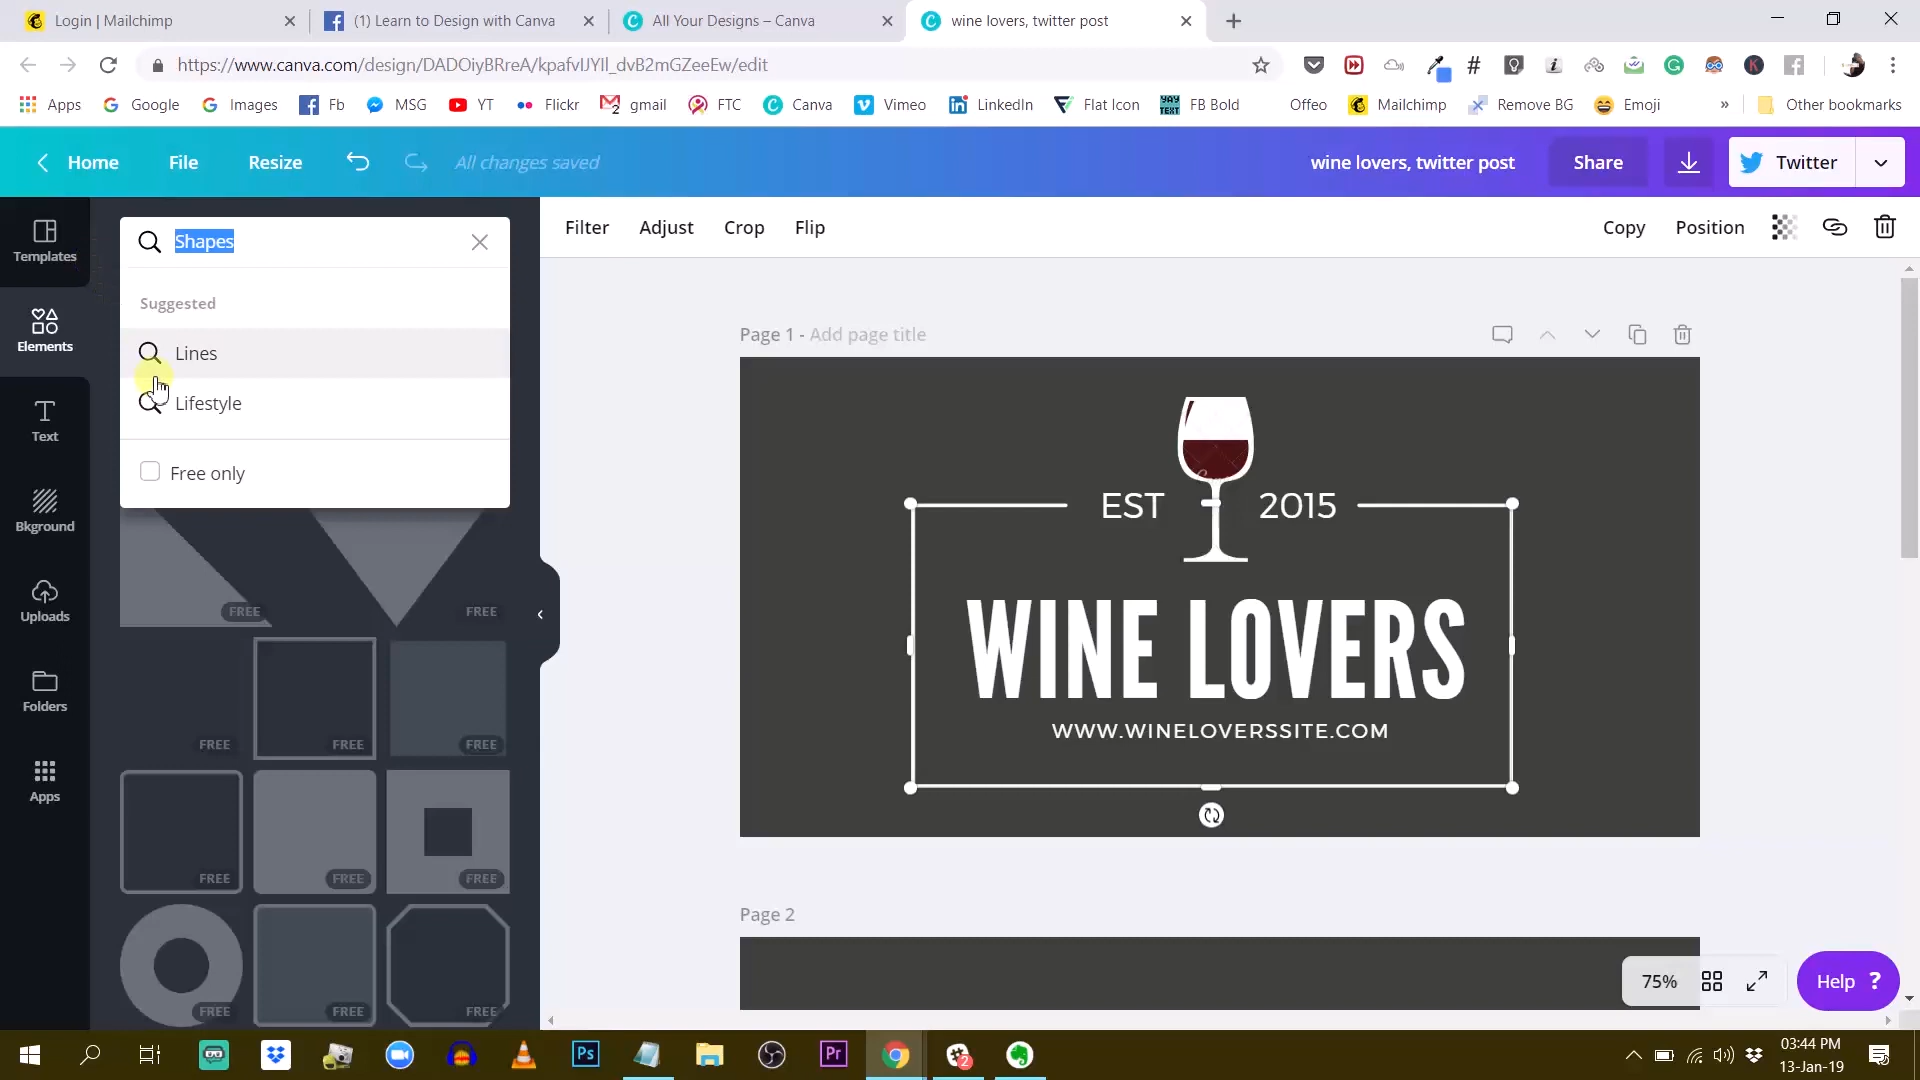 Login | Mailchimp
(1) Learn to Design with Canva
All Your Designs – Canva
wine lovers, twitter post
https://www.canva.com/design/DADOiyBRreA/kpafvIJYIl_dvB2mGZeeEw/edit
Apps Google Images Fb MSG YT Flickr gmail FTC Canva Vimeo LinkedIn Flat Icon FB Bold Offeo Mailchimp Remove BG Emoji » Other bookmarks
Home File Resize All changes saved wine lovers, twitter post Share Twitter
Templates
Elements
Text
Bkground
Uploads
Folders
Apps
Shapes
Suggested
Lines
Lifestyle
Free only
FREE FREE
FREE FREE FREE
FREE FREE FREE
FREE FREE FREE
Filter Adjust Crop Flip Copy Position
Page 1 - Add page title
EST 2015
WINE LOVERS
WWW.WINELOVERSSITE.COM
Page 2
75%
Help ?
Ps
Pr
2
03:44 PM
13-Jan-19